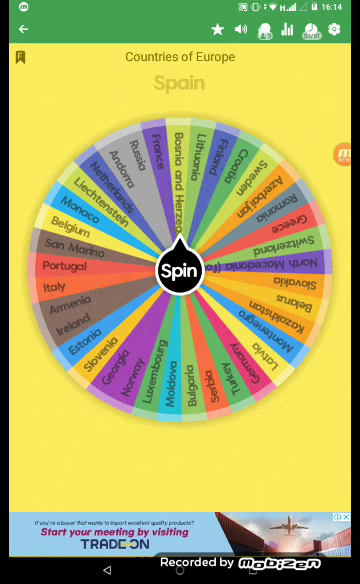 16:14
Countries of Europe
Spain
France
Bosnia and Herzeg
Lithuania
Finland
Croatia
Sweden
Azerbaijan
Romania
Greece
Switzerland
North Macedonia
Slovakia
Belarus
Kazakhstan
Montenegro
Latvia
Germany
Turkey
Serbia
Bulgaria
Moldova
Luxembourg
Norway
Georgia
Slovenia
Estonia
Ireland
Armenia
Italy
Portugal
San Marino
Belgium
Monaco
Liechtenstein
Netherlands
Andorra
Russia
Spin
If you're a buyer that wants to import excellent quality products?
Start your meeting by visiting
TRADEON
Recorded by mobizen